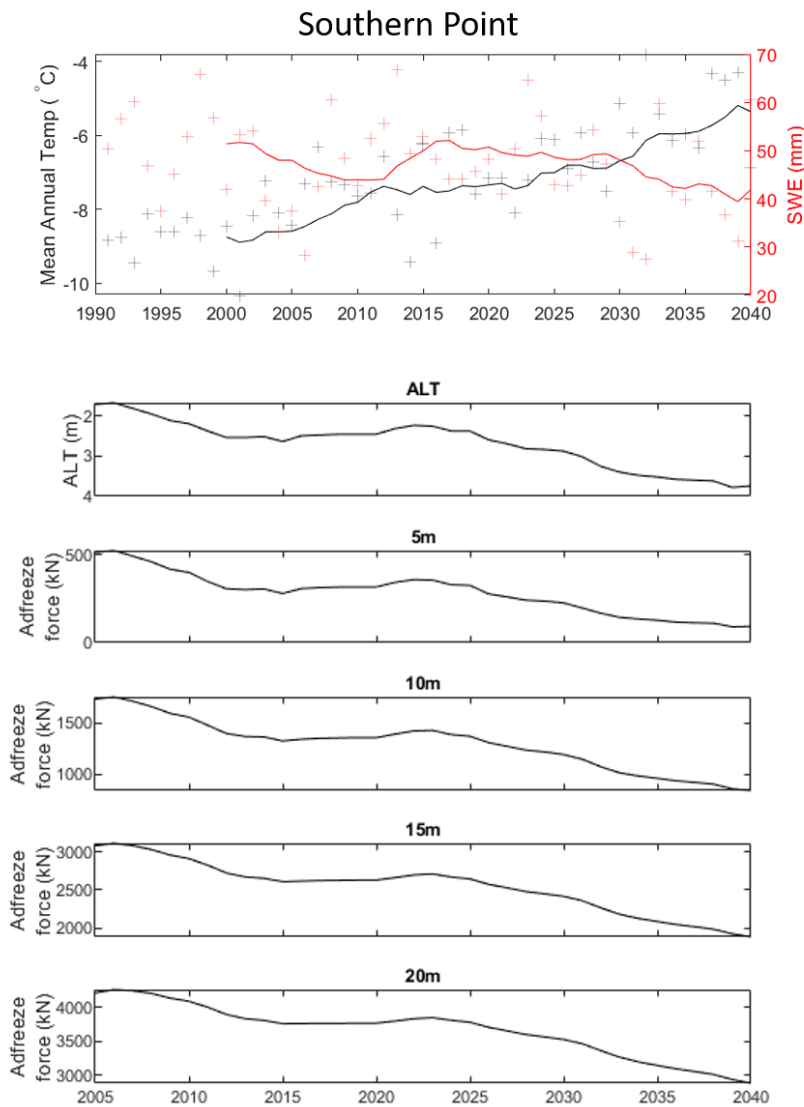 Southern Point
Mean Annual Temp ( °C)
-4
-6
-8
-10
70
60
50
40
30
20
SWE (mm)
1990 1995 2000 2005 2010 2015 2020 2025 2030 2035 2040
ALT
ALT (m)
2
3
4
5m
Adfreeze
force (kN)
500
0
10m
Adfreeze
force (kN)
1500
1000
15m
Adfreeze
force (kN)
3000
2500
2000
20m
Adfreeze
force (kN)
4000
3500
3000
2005 2010 2015 2020 2025 2030 2035 2040